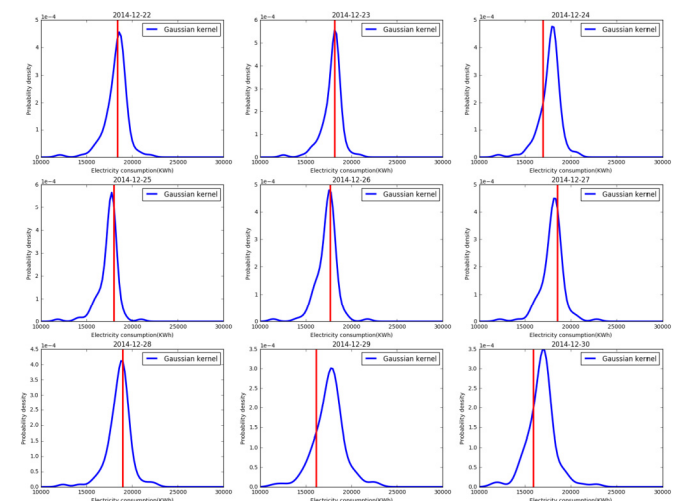 2014-12-22 2014-12-23 2014-12-24
1e−4 1e−4 1e−4
5 6 5
Gaussian kernel Gaussian kernel Gaussian kernel
4 5 4
3 4 3
Probability density Probability density Probability density
2 3 2
1 2 1
0 1 0
0
10000 15000 20000 25000 30000 10000 15000 20000 25000 30000 10000 15000 20000 25000 30000
Electricity consumption(KWh) Electricity consumption(KWh) Electricity consumption(KWh)
2014-12-25 2014-12-26 2014-12-27
1e−4 1e−4 1e−4
6 5 5
Gaussian kernel Gaussian kernel Gaussian kernel
5 4 4
4 3 3
Probability density Probability density Probability density
3 2 2
2 1 1
1 0 0
0
10000 15000 20000 25000 30000 10000 15000 20000 25000 30000 10000 15000 20000 25000 30000
Electricity consumption(KWh) Electricity consumption(KWh) Electricity consumption(KWh)
2014-12-28 2014-12-29 2014-12-30
1e−4 1e−4 1e−4
4.5 3.5 3.5
Gaussian kernel Gaussian kernel Gaussian kernel
4.0 3.0 3.0
3.5 2.5 2.5
3.0 2.0 2.0
2.5 1.5 1.5
Probability density Probability density Probability density
2.0 1.0 1.0
1.5 0.5 0.5
1.0 0.0 0.0
0.5
0.0
10000 15000 20000 25000 30000 10000 15000 20000 25000 30000 10000 15000 20000 25000 30000
Electricity consumption(KWh) Electricity consumption(KWh) Electricity consumption(KWh)